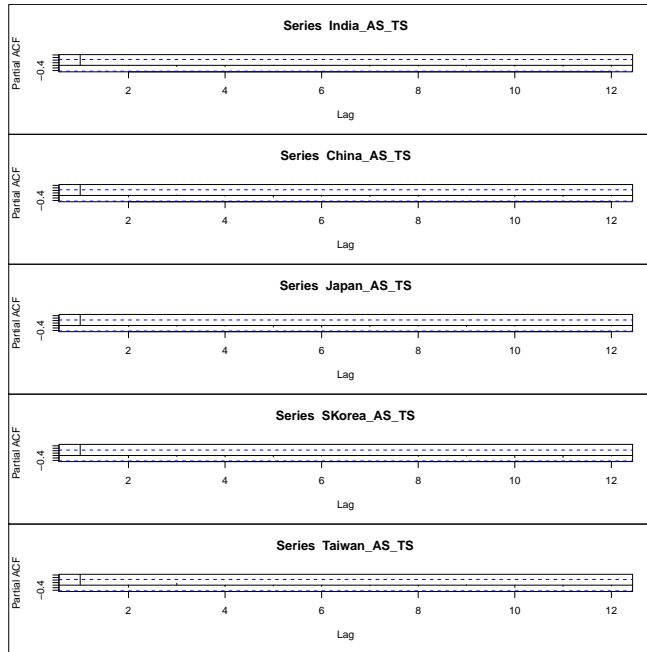 Series India_AS_TS
Partial ACF
−0.4
2 4 6 8 10 12
Lag
Series China_AS_TS
Partial ACF
−0.4
2 4 6 8 10 12
Lag
Series Japan_AS_TS
Partial ACF
−0.4
2 4 6 8 10 12
Lag
Series SKorea_AS_TS
Partial ACF
−0.4
2 4 6 8 10 12
Lag
Series Taiwan_AS_TS
Partial ACF
−0.4
2 4 6 8 10 12
Lag